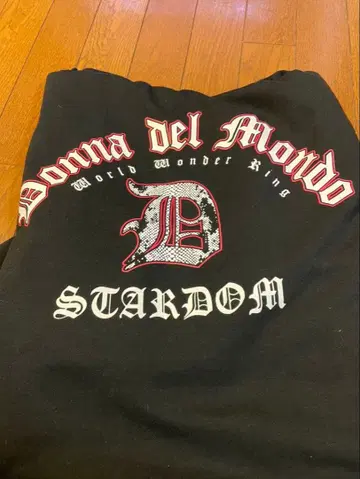 Donna del Mondo
World Wonder Ring
D
STARDOM